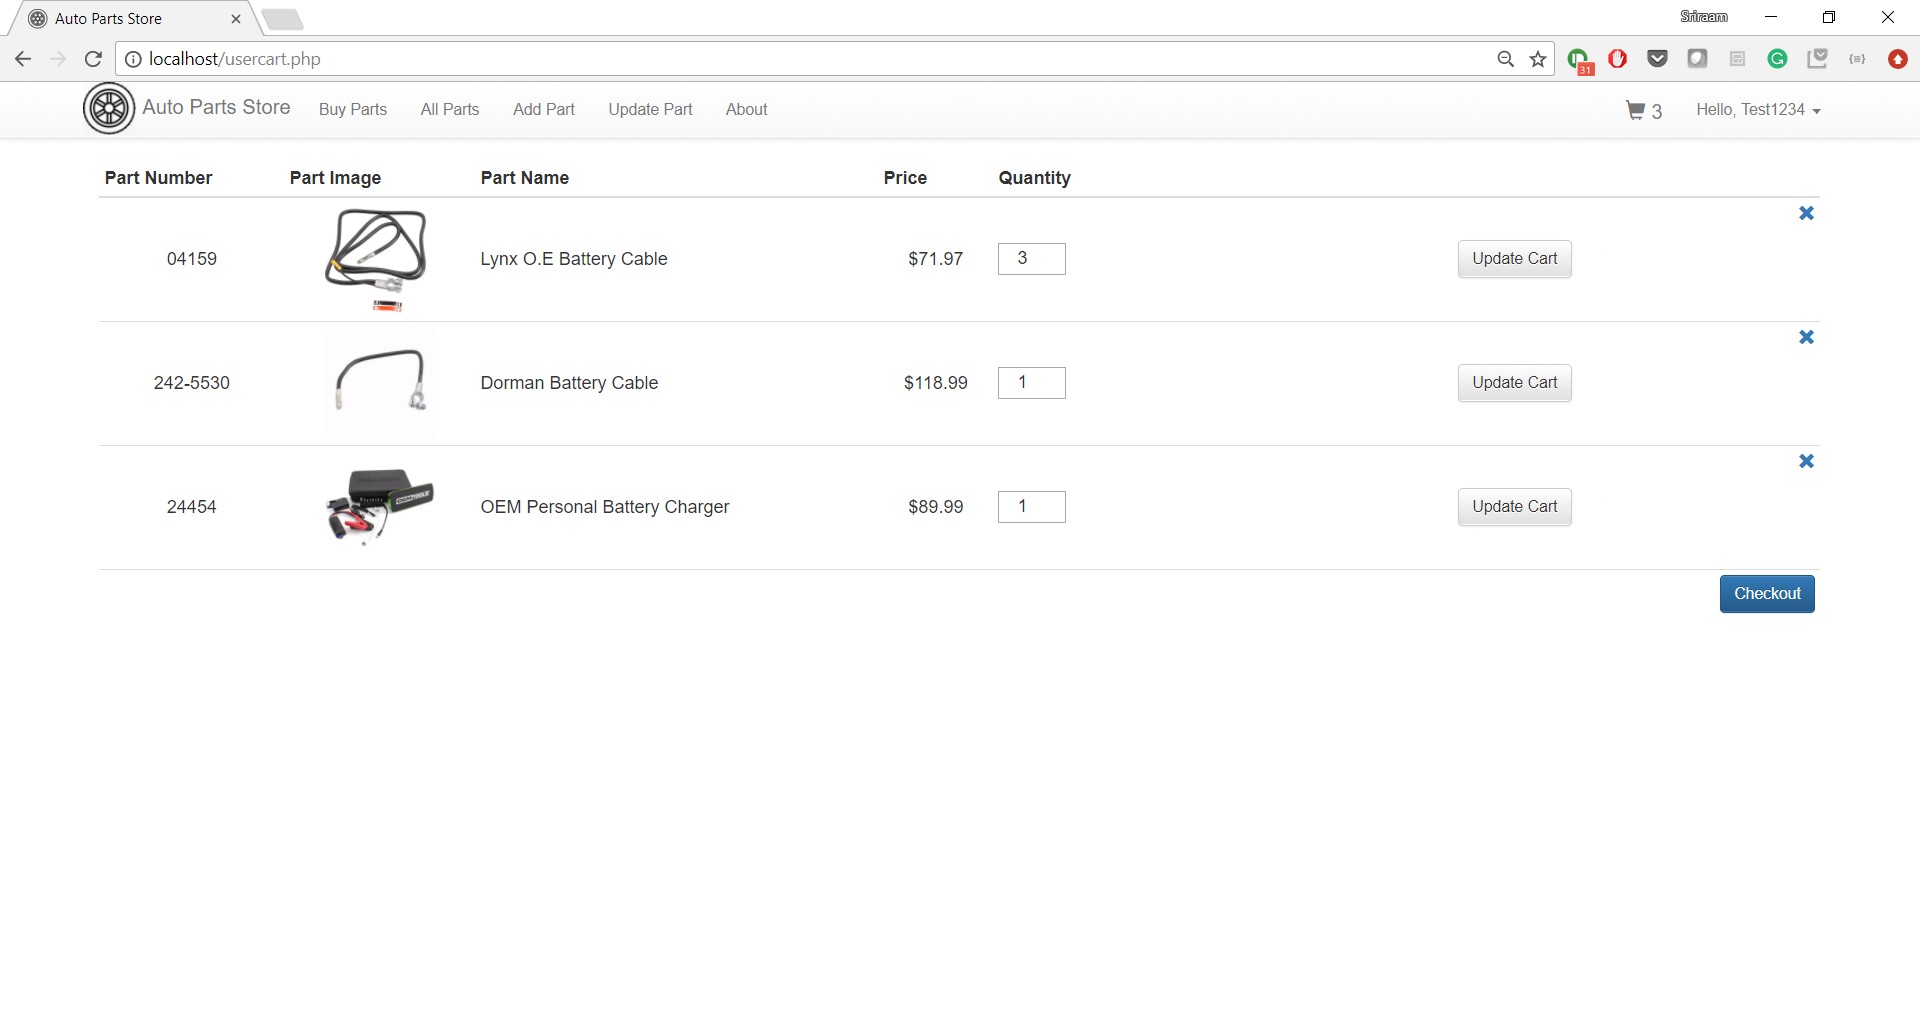 Auto Parts Store
Sriraam
localhost/usercart.php
31
Auto Parts Store Buy Parts All Parts Add Part Update Part About 3 Hello, Test1234
Part Number Part Image Part Name Price Quantity
04159 Lynx O.E Battery Cable $71.97 3 Update Cart
242-5530 Dorman Battery Cable $118.99 1 Update Cart
24454 OEM Personal Battery Charger $89.99 1 Update Cart
Checkout